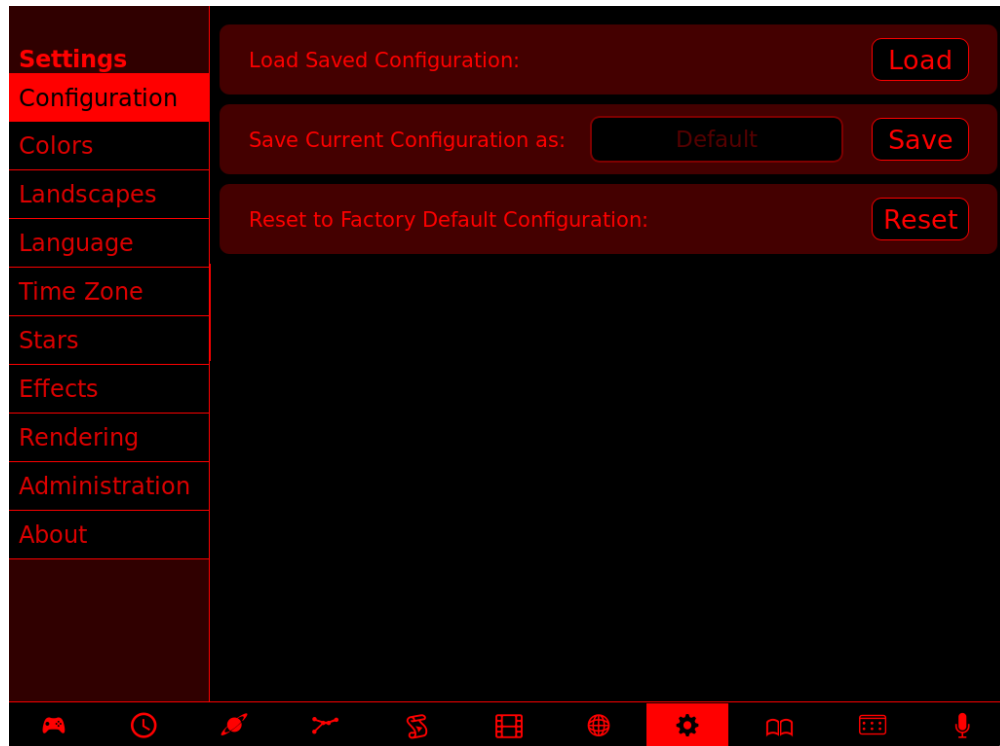 Settings
Configuration
Colors
Landscapes
Language
Time Zone
Stars
Effects
Rendering
Administration
About
Load Saved Configuration:
Load
Save Current Configuration as:
Default
Save
Reset to Factory Default Configuration:
Reset